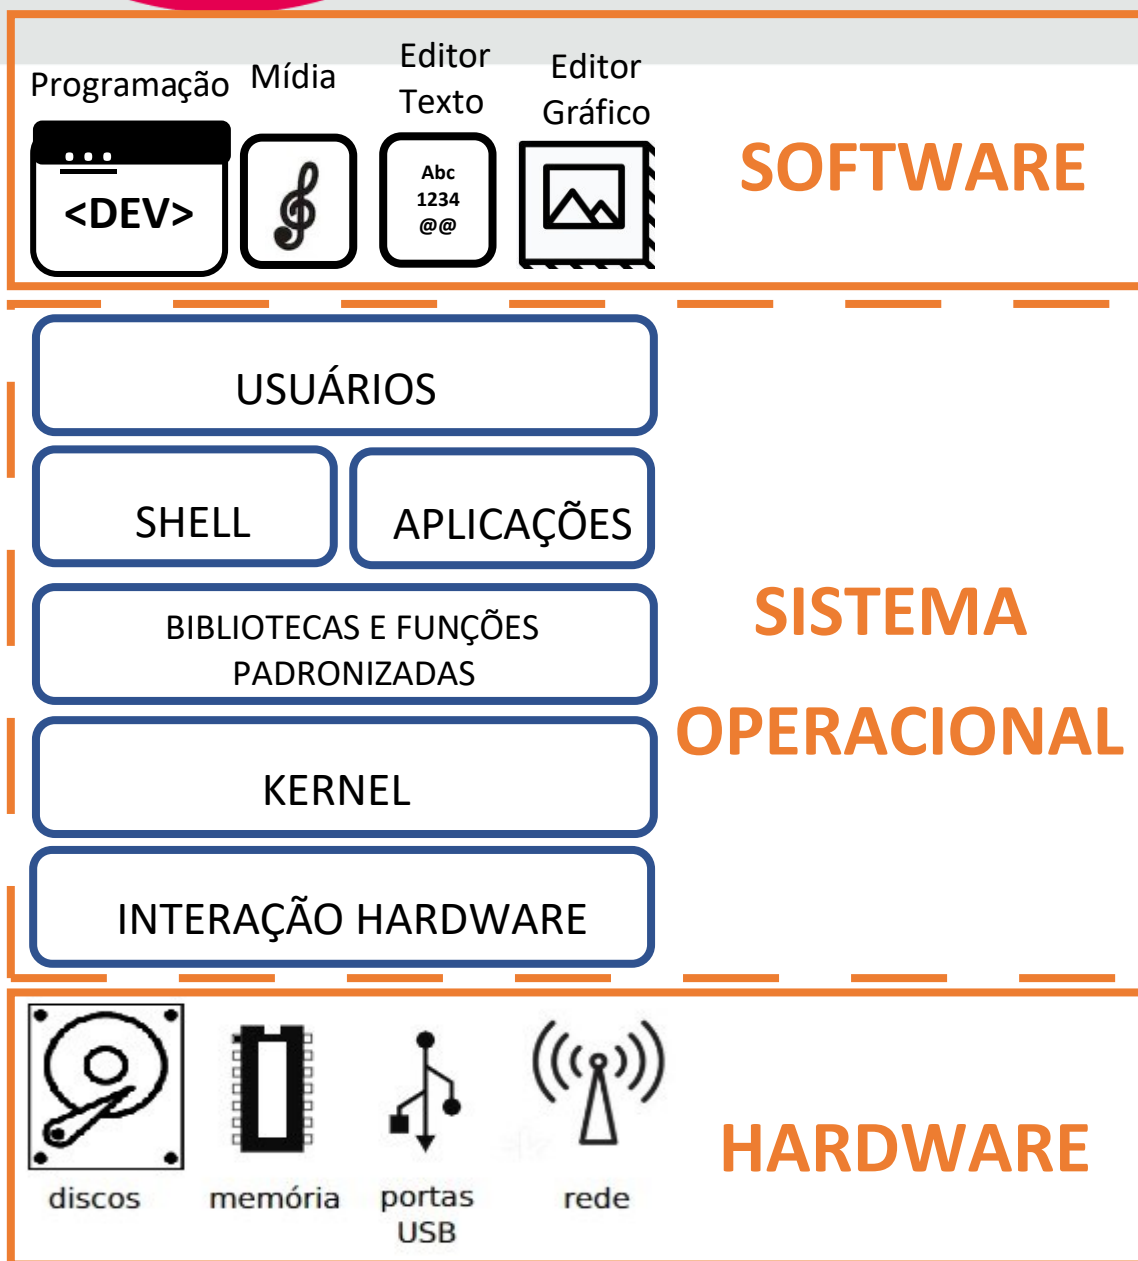 Programação
Mídia
Editor
Texto
Editor
Gráfico
...
<DEV>
Abc
1234
@@
SOFTWARE
USUÁRIOS
SHELL
APLICAÇÕES
BIBLIOTECAS E FUNÇÕES
PADRONIZADAS
KERNEL
INTERAÇÃO HARDWARE
SISTEMA
OPERACIONAL
discos
memória
portas
USB
rede
HARDWARE